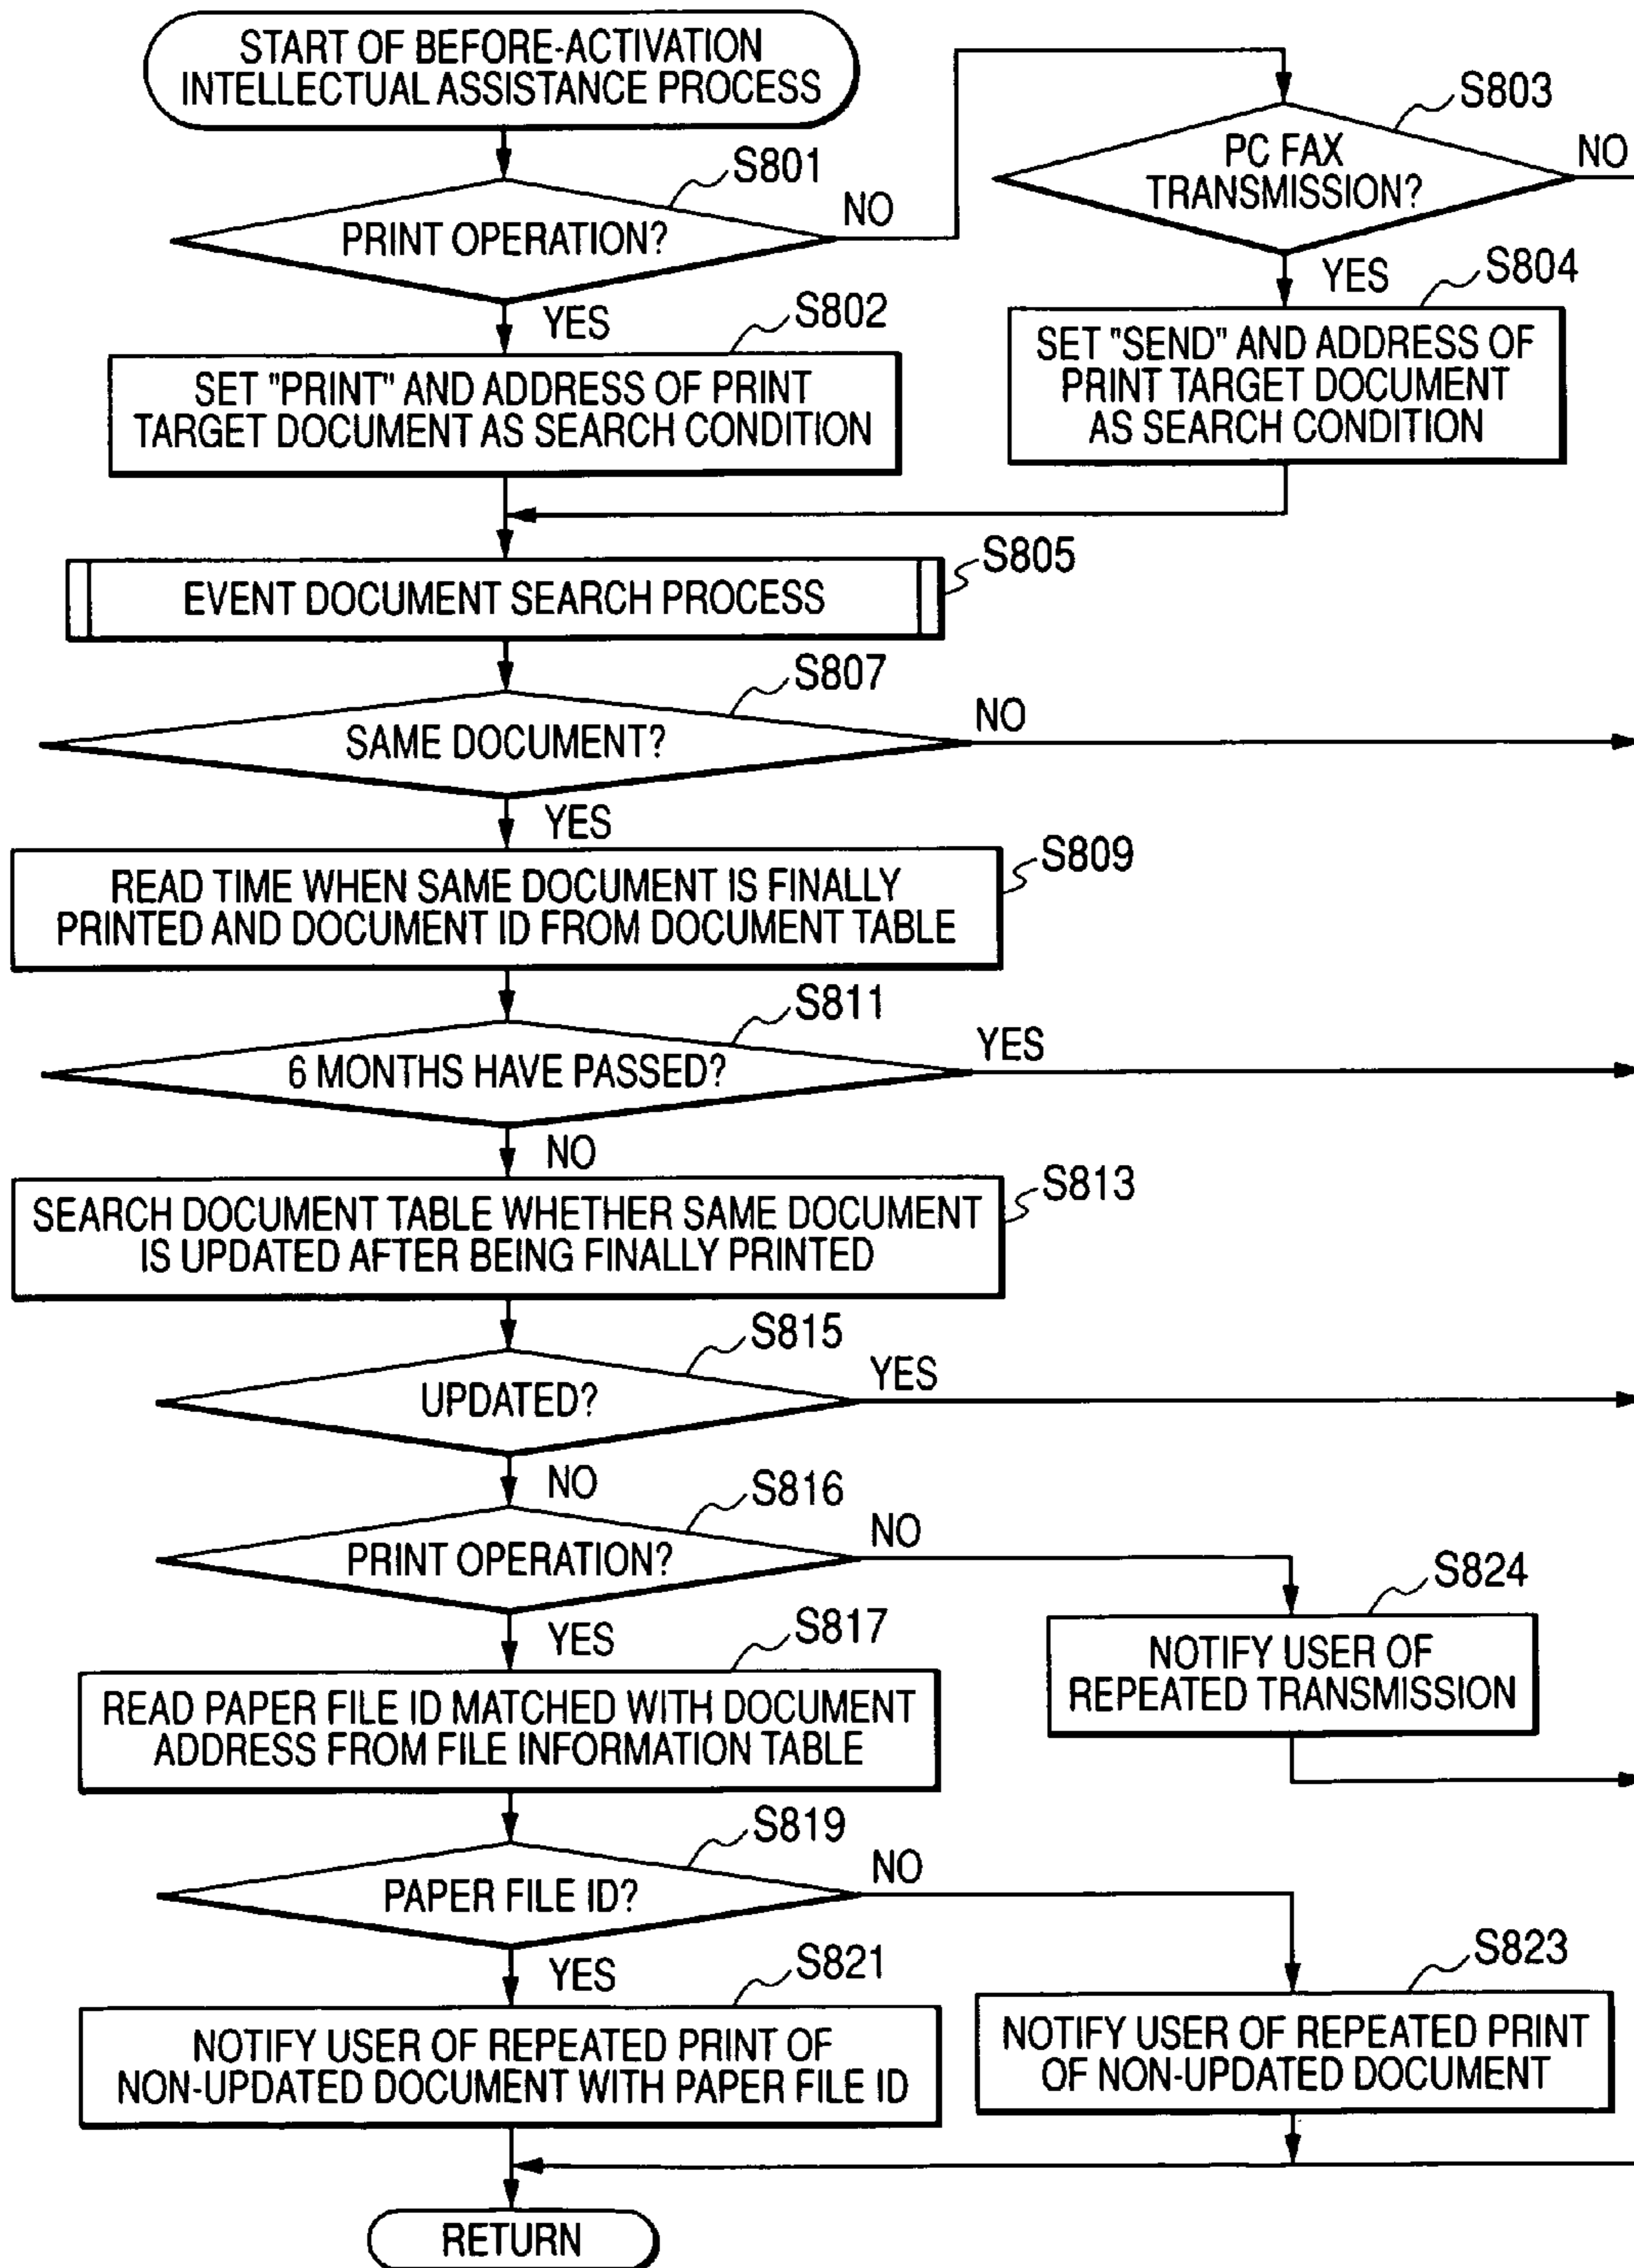 START OF BEFORE-ACTIVATION
INTELLECTUAL ASSISTANCE PROCESS
S801
PRINT OPERATION?
NO
YES
S803
PC FAX
TRANSMISSION?
NO
YES
S802
SET "PRINT" AND ADDRESS OF PRINT
TARGET DOCUMENT AS SEARCH CONDITION
S804
SET "SEND" AND ADDRESS OF
PRINT TARGET DOCUMENT
AS SEARCH CONDITION
S805
EVENT DOCUMENT SEARCH PROCESS
S807
SAME DOCUMENT?
NO
YES
S809
READ TIME WHEN SAME DOCUMENT IS FINALLY
PRINTED AND DOCUMENT ID FROM DOCUMENT TABLE
S811
6 MONTHS HAVE PASSED?
YES
NO
S813
SEARCH DOCUMENT TABLE WHETHER SAME DOCUMENT
IS UPDATED AFTER BEING FINALLY PRINTED
S815
UPDATED?
YES
NO
S816
PRINT OPERATION?
NO
YES
S824
NOTIFY USER OF
REPEATED TRANSMISSION
S817
READ PAPER FILE ID MATCHED WITH DOCUMENT
ADDRESS FROM FILE INFORMATION TABLE
S819
PAPER FILE ID?
NO
YES
S821
NOTIFY USER OF REPEATED PRINT OF
NON-UPDATED DOCUMENT WITH PAPER FILE ID
S823
NOTIFY USER OF REPEATED PRINT
OF NON-UPDATED DOCUMENT
RETURN